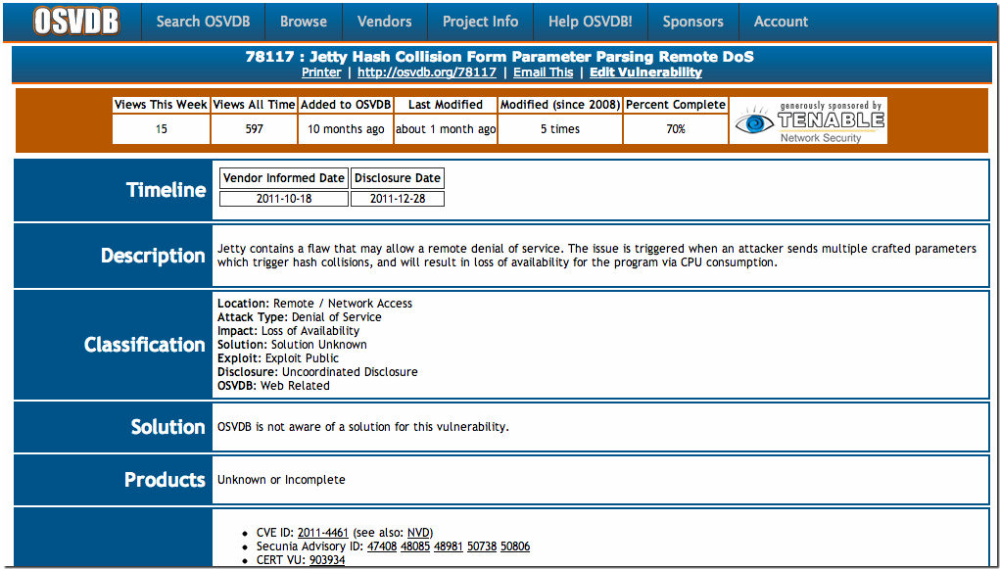 OSVDB Search OSVDB Browse Vendors Project Info Help OSVDB! Sponsors Account
78117 : Jetty Hash Collision Form Parameter Parsing Remote DoS
Printer | http://osvdb.org/78117 | Email This | Edit Vulnerability
Views This Week Views All Time Added to OSVDB Last Modified Modified (since 2008) Percent Complete
15 597 10 months ago about 1 month ago 5 times 70%
generously sponsored by
TENABLE
Network Security
Timeline
Vendor Informed Date Disclosure Date
2011-10-18 2011-12-28
Description
Jetty contains a flaw that may allow a remote denial of service. The issue is triggered when an attacker sends multiple crafted parameters
which trigger hash collisions, and will result in loss of availability for the program via CPU consumption.
Classification
Location: Remote / Network Access
Attack Type: Denial of Service
Impact: Loss of Availability
Solution: Solution Unknown
Exploit: Exploit Public
Disclosure: Uncoordinated Disclosure
OSVDB: Web Related
Solution
OSVDB is not aware of a solution for this vulnerability.
Products
Unknown or Incomplete
• CVE ID: 2011-4461 (see also: NVD)
• Secunia Advisory ID: 47408 48085 48981 50738 50806
• CERT VU: 903934